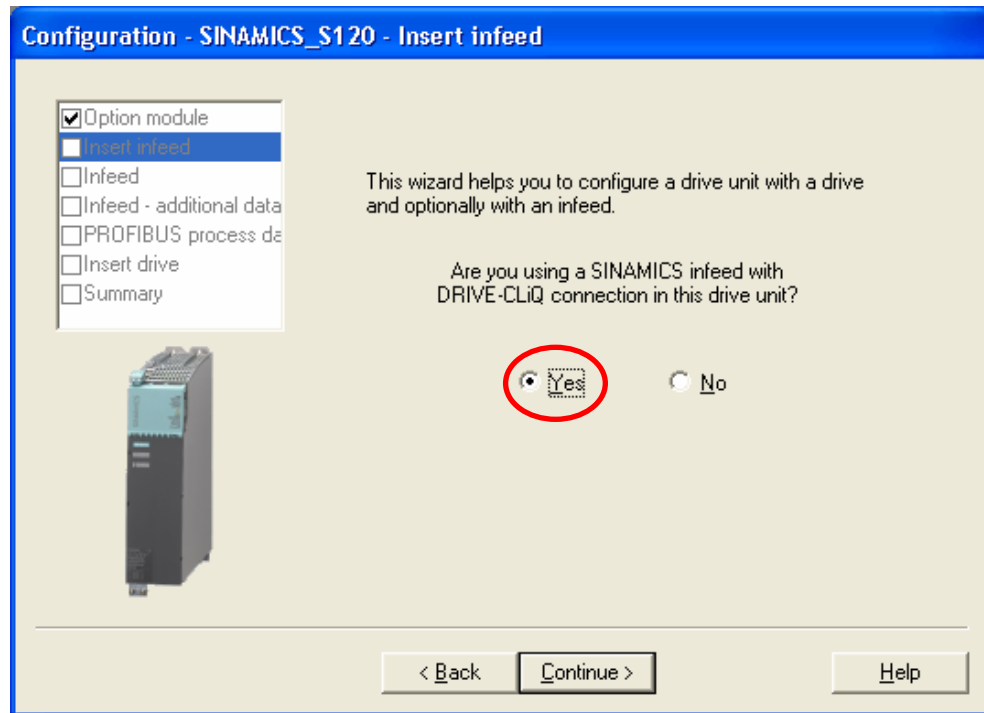 Configuration - SINAMICS_S120 - Insert infeed
Option module
Insert infeed
Infeed
Infeed - additional data
PROFIBUS process da
Insert drive
Summary
This wizard helps you to configure a drive unit with a drive
and optionally with an infeed.
Are you using a SINAMICS infeed with
DRIVE-CLiQ connection in this drive unit?
Yes No
< Back Continue > Help